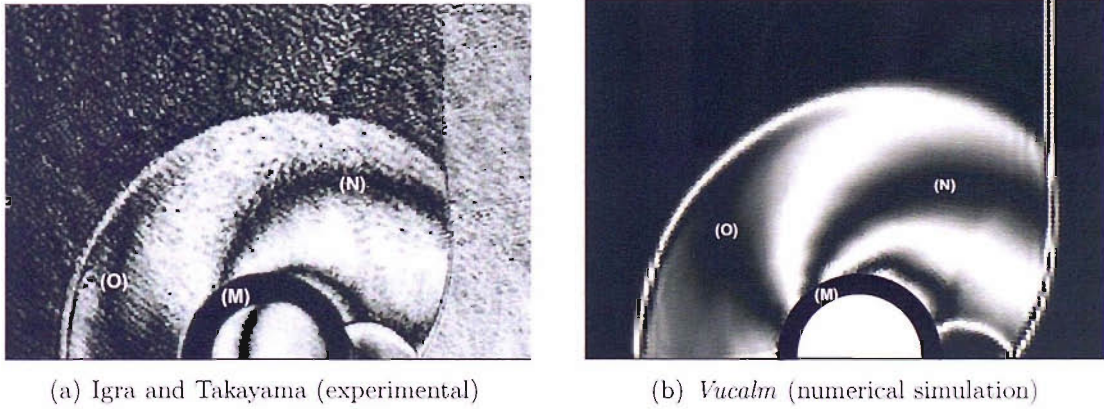 (N)
(O)
(M)
(N)
(O)
(M)
(a) Igra and Takayama (experimental)
(b) Vucalm (numerical simulation)